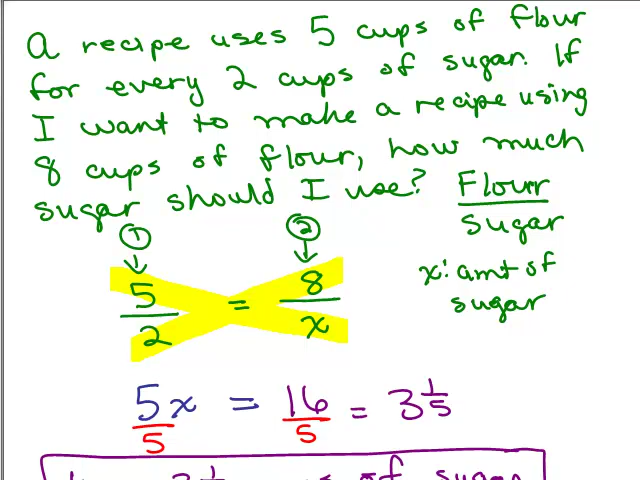 A recipe uses 5 cups of flour
for every 2 cups of sugar. If
I want to make a recipe using
8 cups of flour, how much
sugar should I use? Flour
Sugar
① ②
5/2 = 8/x
x: amt of
sugar
5x/5 = 16/5 = 3 1/5
of sugar